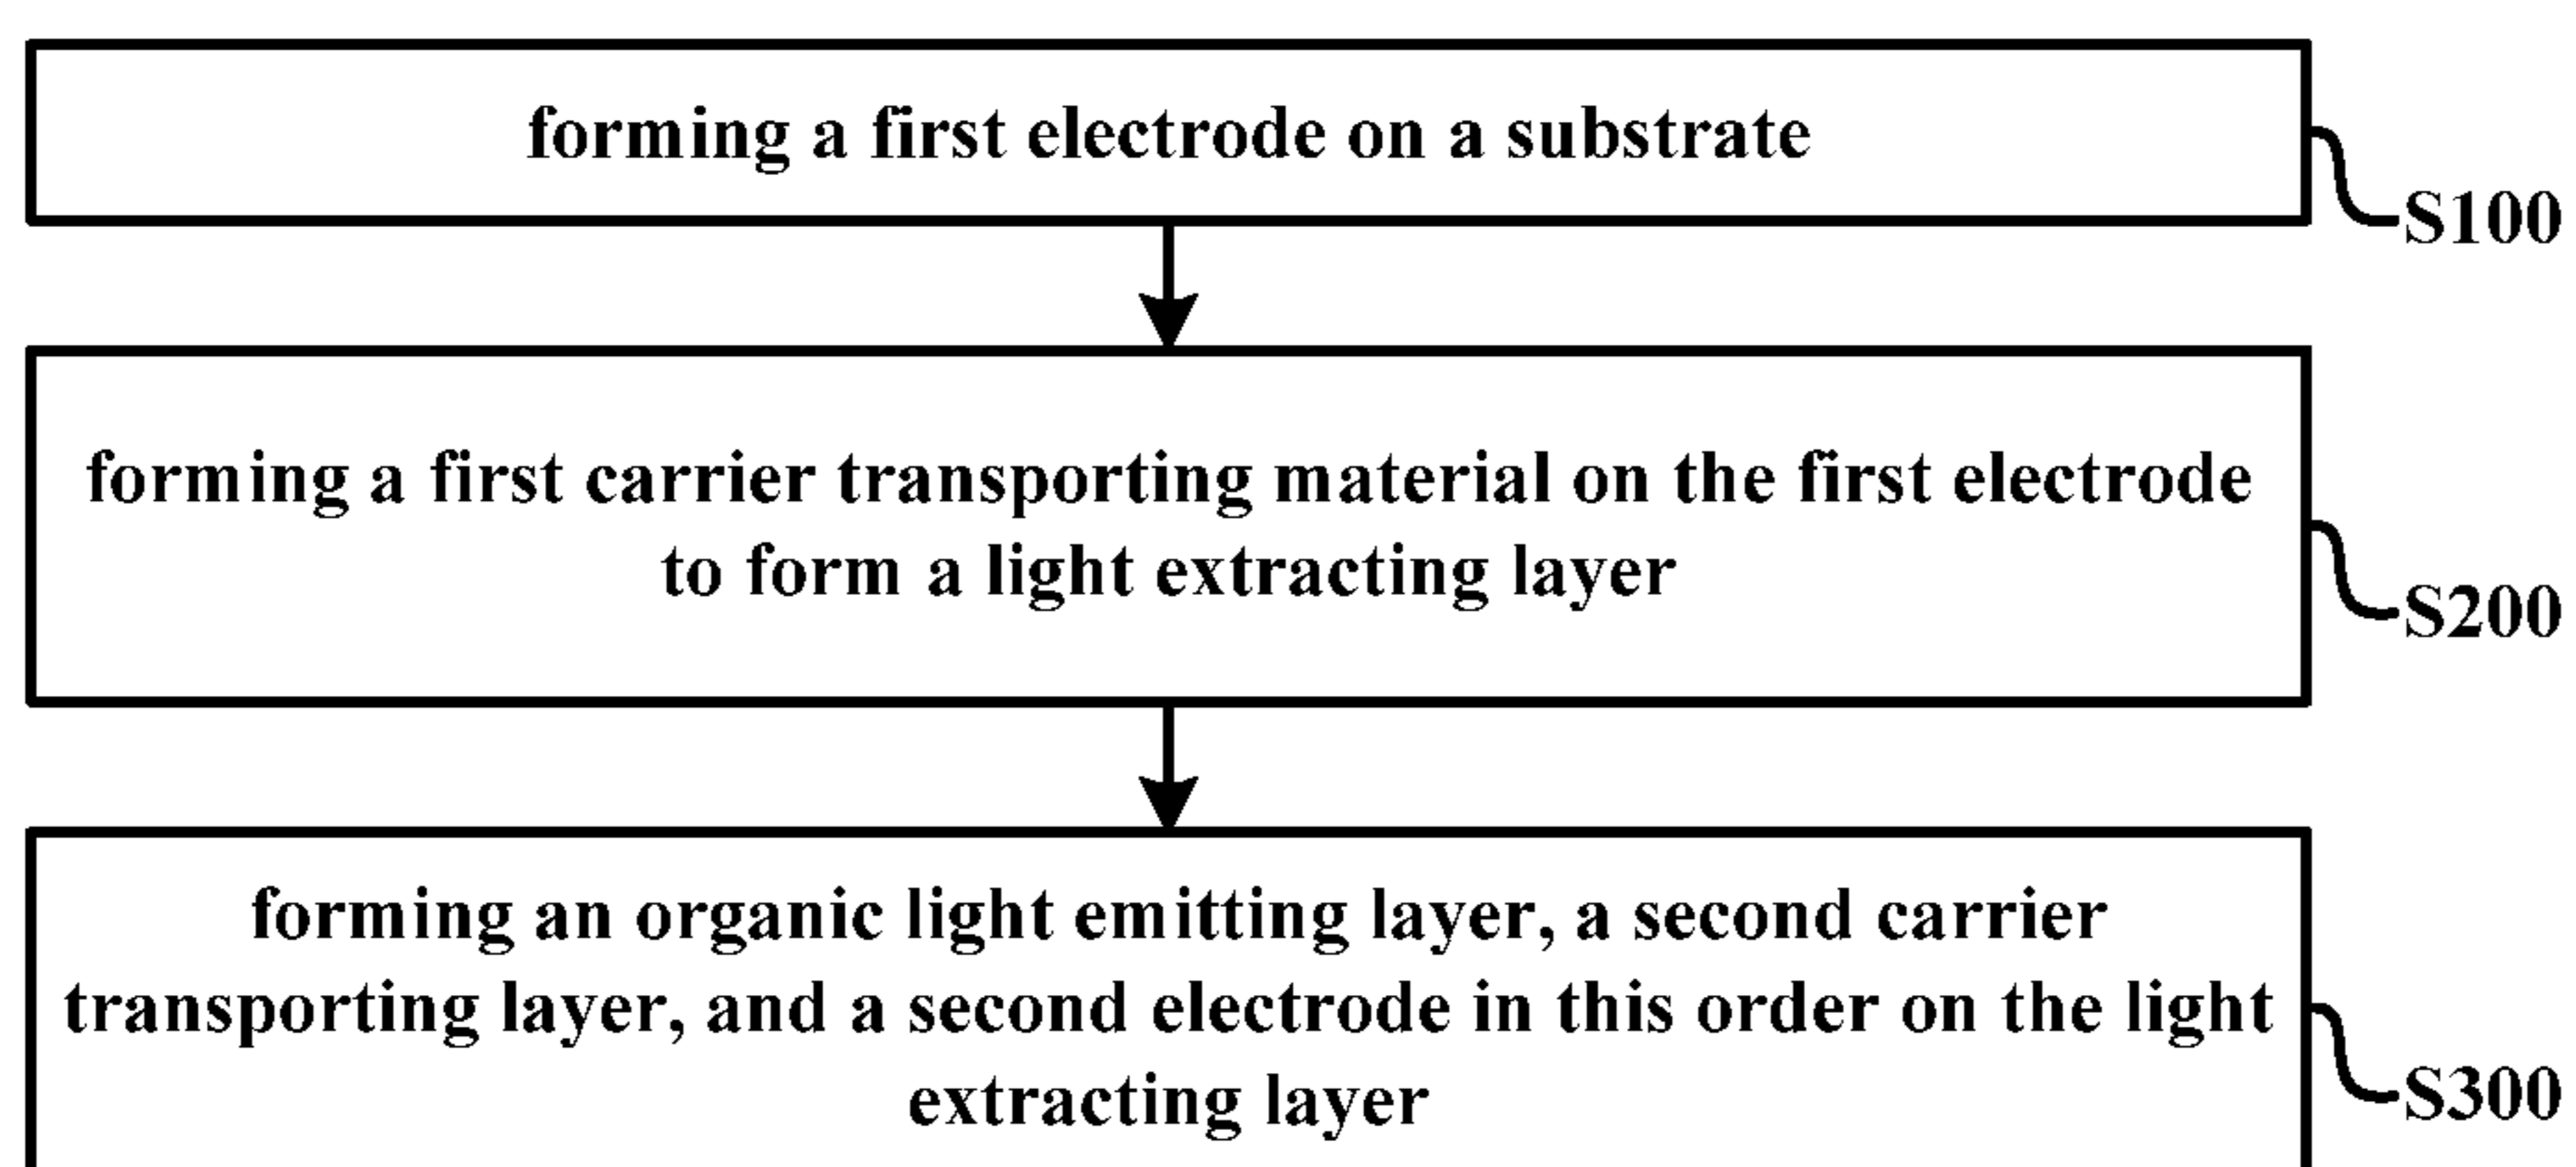 forming a first electrode on a substrate
S100
forming a first carrier transporting material on the first electrode
to form a light extracting layer
S200
forming an organic light emitting layer, a second carrier
transporting layer, and a second electrode in this order on the light
extracting layer
S300